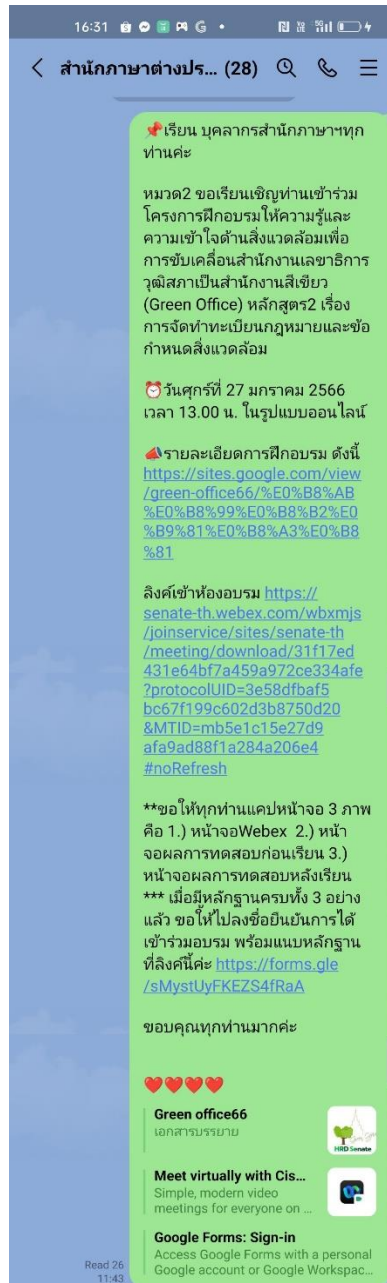 16:31
สำนักภาษาต่างปร... (28)
📌เรียน บุคลากรสำนักภาษาฯทุก
ท่านค่ะ
หมวด2 ขอเรียนเชิญท่านเข้าร่วม
โครงการฝึกอบรมให้ความรู้และ
ความเข้าใจด้านสิ่งแวดล้อมเพื่อ
การขับเคลื่อนสำนักงานเลขาธิการ
วุฒิสภาเป็นสำนักงานสีเขียว
(Green Office) หลักสูตร2 เรื่อง
การจัดทำทะเบียนกฎหมายและข้อ
กำหนดสิ่งแวดล้อม
⏰วันศุกร์ที่ 27 มกราคม 2566
เวลา 13.00 น. ในรูปแบบออนไลน์
📣รายละเอียดการฝึกอบรม ดังนี้
https://sites.google.com/view
/green-office66/%E0%B8%AB
%E0%B8%99%E0%B8%B2%E0
%B9%81%E0%B8%A3%E0%B8
%81
ลิงค์เข้าห้องอบรม https://
senate-th.webex.com/wbxmjs
/joinservice/sites/senate-th
/meeting/download/31f17ed
431e64bf7a459a972ce334afe
?protocolUID=3e58dfbaf5
bc67f199c602d3b8750d20
&MTID=mb5e1c15e27d9
afa9ad88f1a284a206e4
#noRefresh
**ขอให้ทุกท่านแคปหน้าจอ 3 ภาพ
คือ 1.) หน้าจอWebex 2.) หน้า
จอผลการทดสอบก่อนเรียน 3.)
หน้าจอผลการทดสอบหลังเรียน
*** เมื่อมีหลักฐานครบทั้ง 3 อย่าง
แล้ว ขอให้ไปลงชื่อยืนยันการได้
เข้าร่วมอบรม พร้อมแนบหลักฐาน
ที่ลิงค์นี้ค่ะ https://forms.gle
/sMystUyFKEZS4fRaA
ขอบคุณทุกท่านมากค่ะ
❤️❤️❤️❤️
Green office66
เอกสารบรรยาย
HRD Senate
Meet virtually with Cis...
Simple, modern video
meetings for everyone on ...
Google Forms: Sign-in
Access Google Forms with a personal
Google account or Google Workspac...
Read 26
11:43